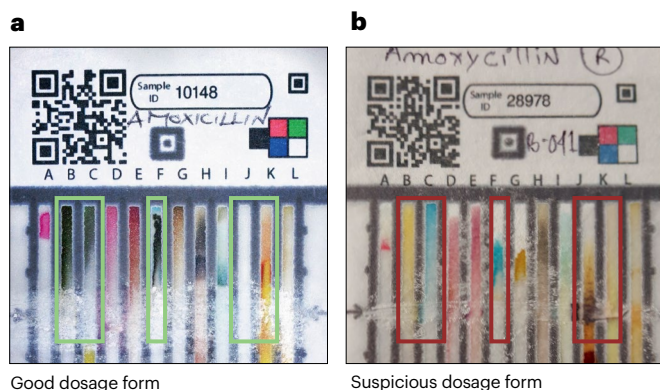 a
Sample ID 10148
AMOXICILLIN
A B C D E F G H I J K L
Good dosage form
b
Amoxycillin R
Sample ID 28978
B-041
A B C D E F G H I J K L
Suspicious dosage form